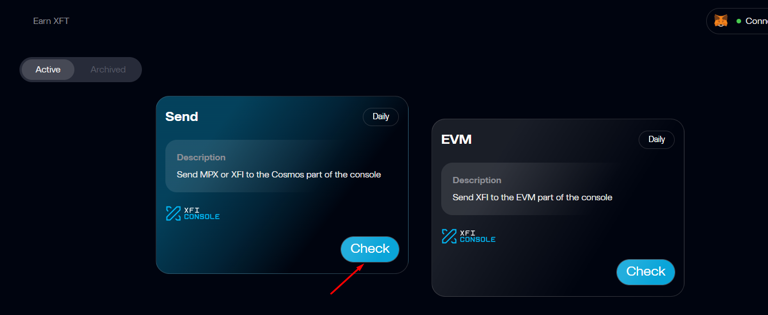 Earn XFT
Active
Archived
Send
Daily
Description
Send MPX or XFI to the Cosmos part of the console
XFI
CONSOLE
Check
EVM
Daily
Description
Send XFI to the EVM part of the console
XFI
CONSOLE
Check